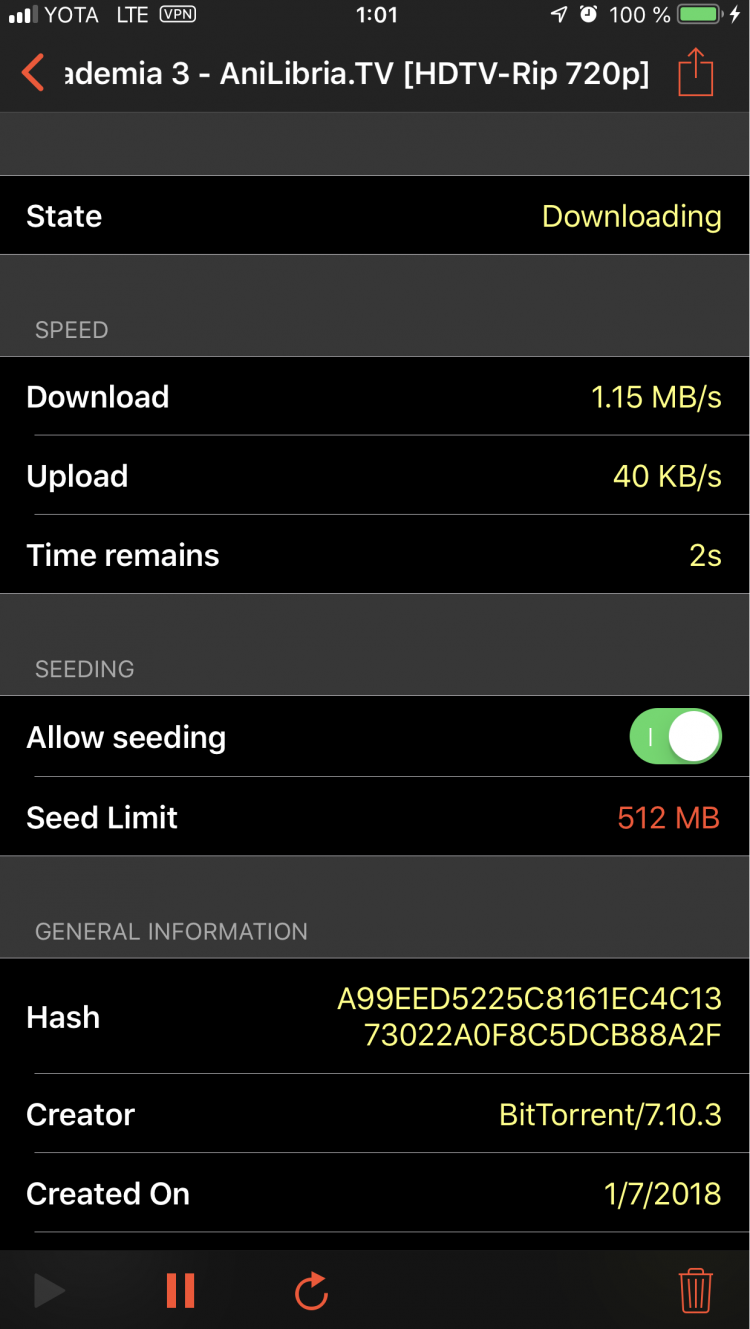 YOTA LTE VPN 1:01 100 %
ademia 3 - AniLibria.TV [HDTV-Rip 720p]
State Downloading
SPEED
Download 1.15 MB/s
Upload 40 KB/s
Time remains 2s
SEEDING
Allow seeding
Seed Limit 512 MB
GENERAL INFORMATION
Hash A99EED5225C8161EC4C13
73022A0F8C5DCB88A2F
Creator BitTorrent/7.10.3
Created On 1/7/2018